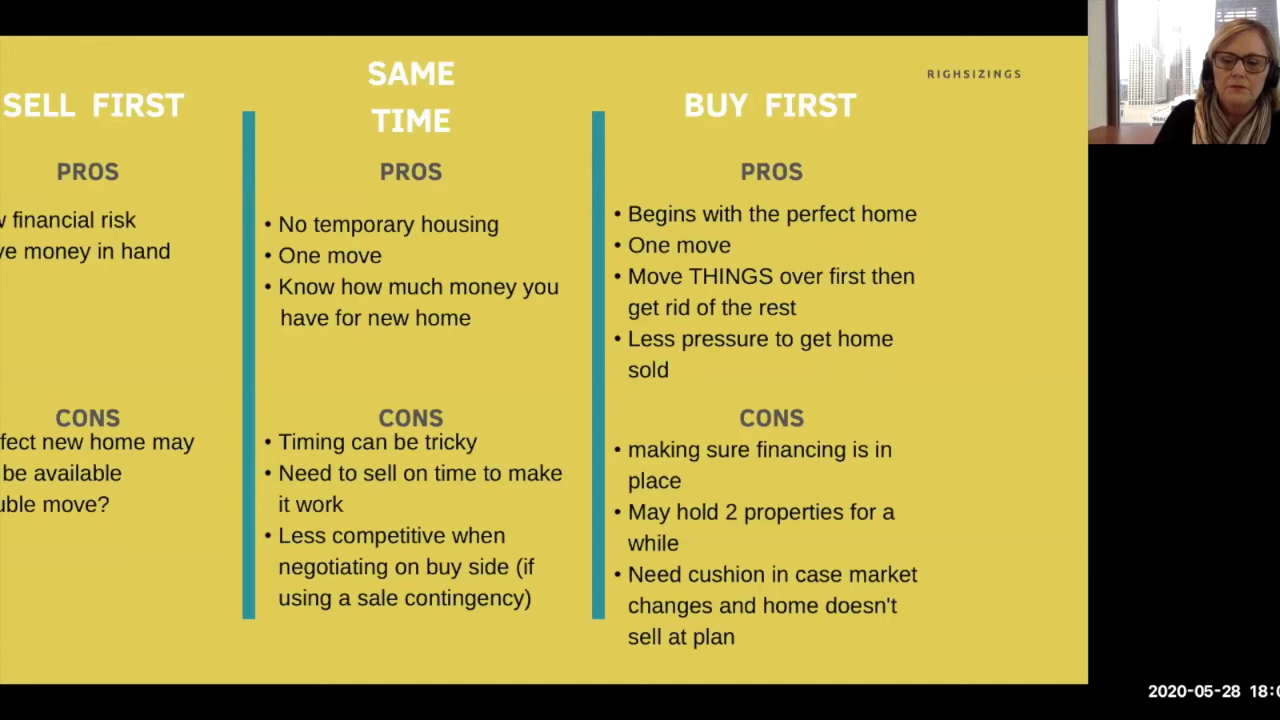 RIGHSIZINGS
SELL FIRST
PROS
financial risk
money in hand
CONS
new home may
be available
move?
SAME
TIME
PROS
• No temporary housing
• One move
• Know how much money you
have for new home
CONS
• Timing can be tricky
• Need to sell on time to make
it work
• Less competitive when
negotiating on buy side (if
using a sale contingency)
BUY FIRST
PROS
• Begins with the perfect home
• One move
• Move THINGS over first then
get rid of the rest
• Less pressure to get home
sold
CONS
• making sure financing is in
place
• May hold 2 properties for a
while
• Need cushion in case market
changes and home doesn't
sell at plan
2020-05-28